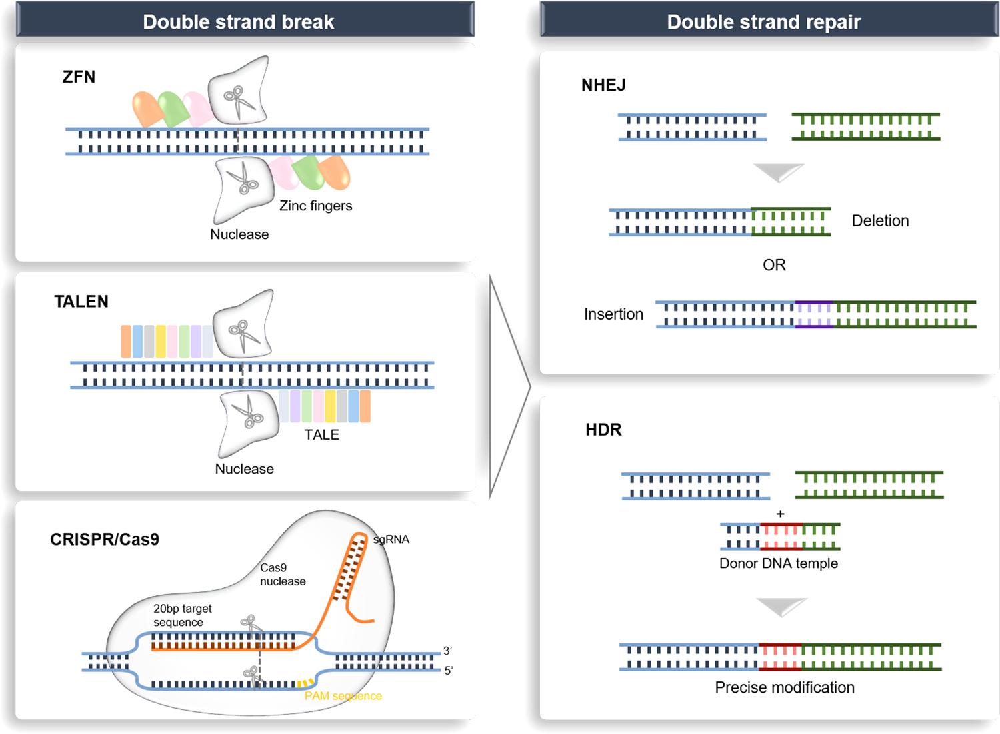 Double strand break
ZFN
Zinc fingers
Nuclease
TALEN
TALE
Nuclease
CRISPR/Cas9
sgRNA
Cas9
nuclease
20bp target
sequence
3’
5’
PAM sequence
Double strand repair
NHEJ
Deletion
OR
Insertion
HDR
+
Donor DNA temple
Precise modification